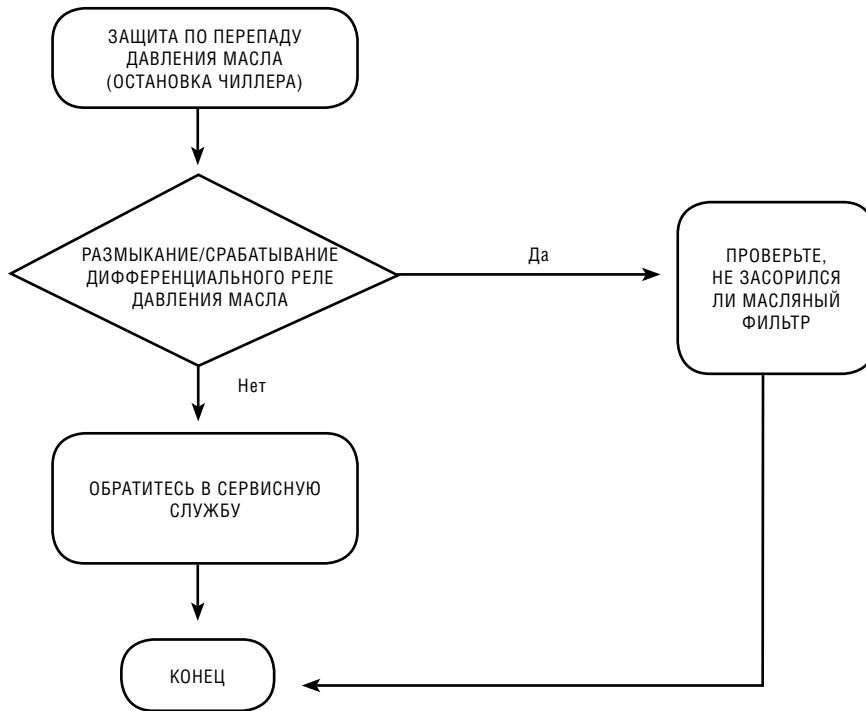 ЗАЩИТА ПО ПЕРЕПАДУ
ДАВЛЕНИЯ МАСЛА
(ОСТАНОВКА ЧИЛЛЕРА)
РАЗМЫКАНИЕ/СРАБАТЫВАНИЕ
ДИФФЕРЕНЦИАЛЬНОГО РЕЛЕ
ДАВЛЕНИЯ МАСЛА
Да
ПРОВЕРЬТЕ,
НЕ ЗАСОРИЛСЯ
ЛИ МАСЛЯНЫЙ
ФИЛЬТР
Нет
ОБРАТИТЕСЬ В СЕРВИСНУЮ
СЛУЖБУ
КОНЕЦ